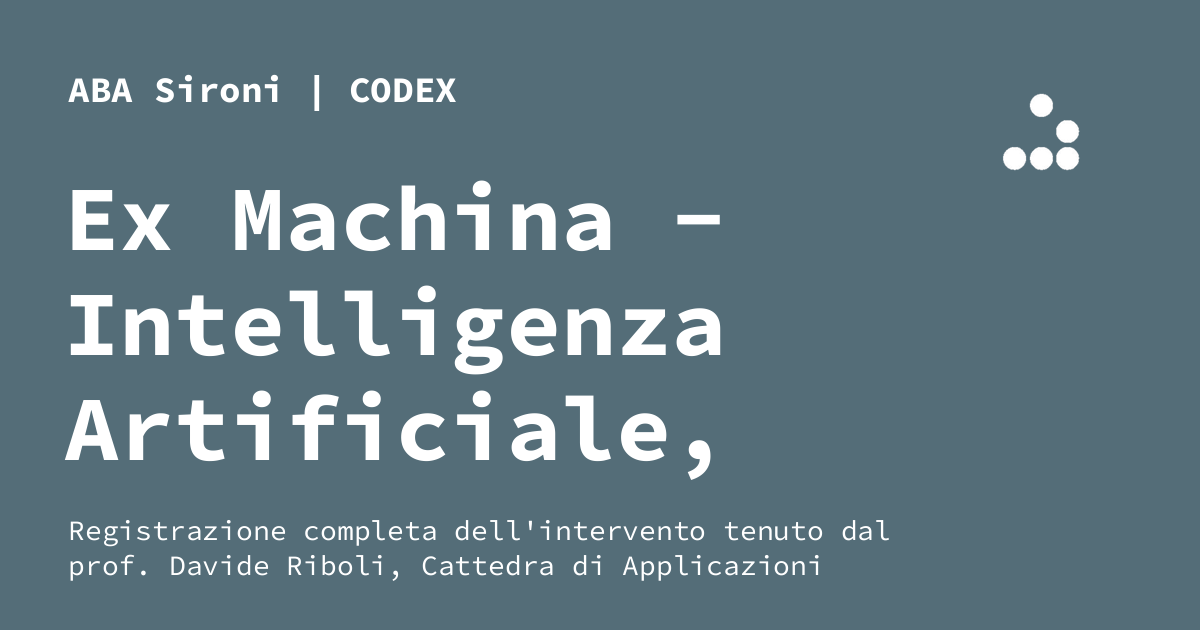 ABA Sironi | CODEX
Ex Machina –
Intelligenza
Artificiale,
Registrazione completa dell'intervento tenuto dal
prof. Davide Riboli, Cattedra di Applicazioni